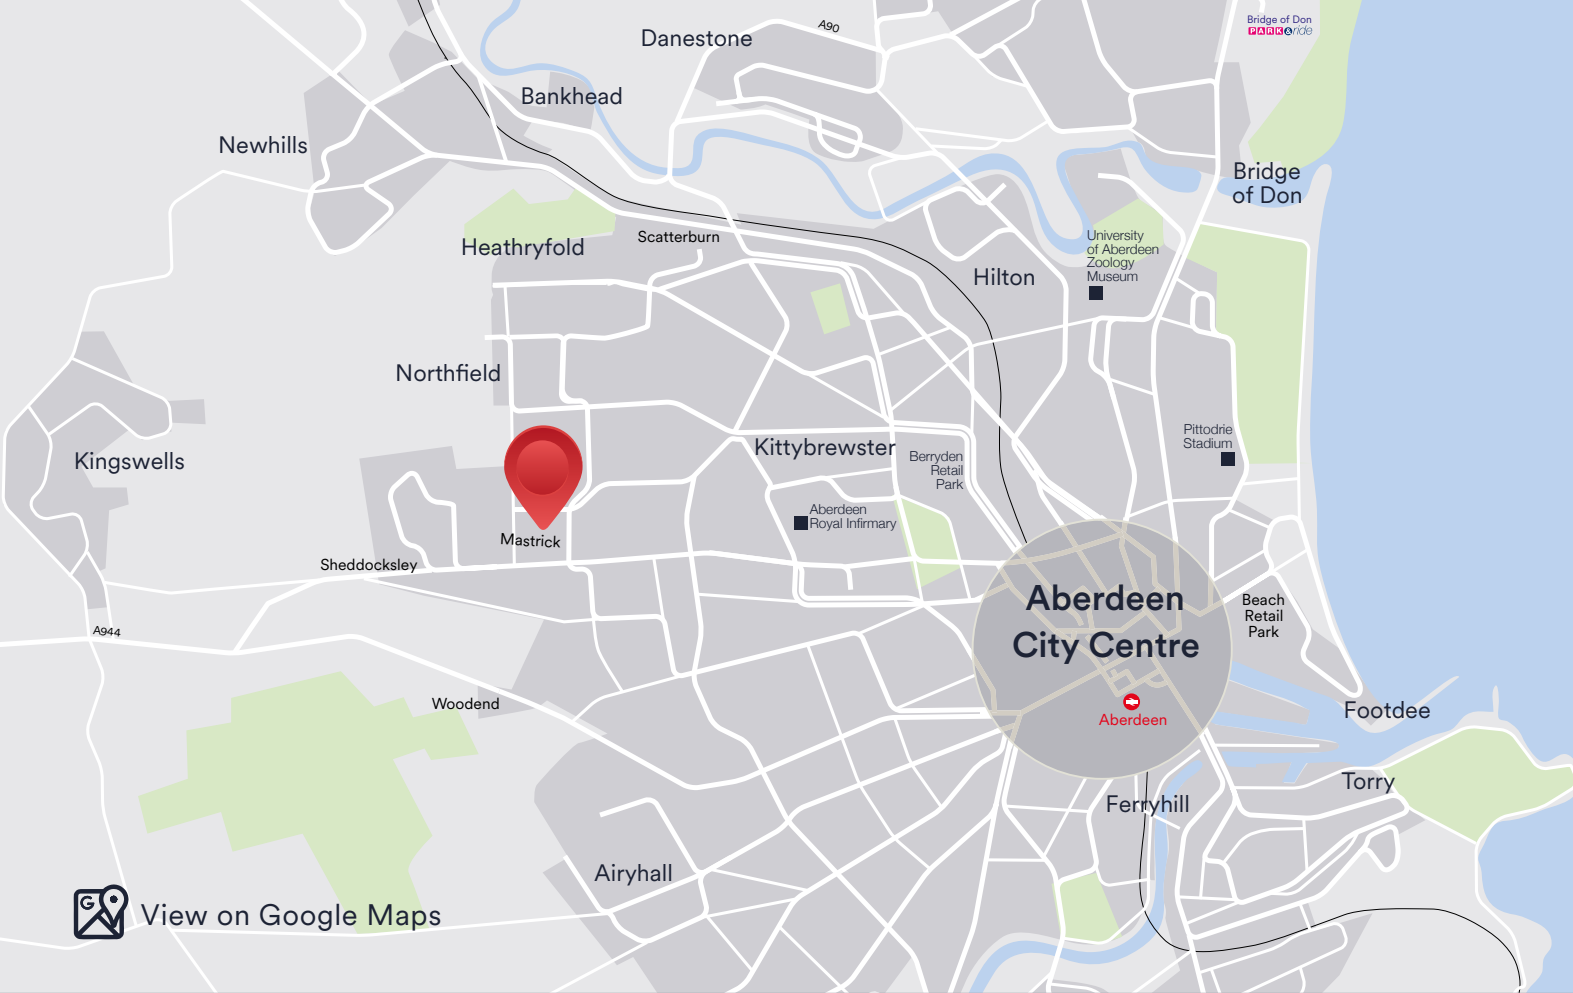 A90
Bridge of Don
PARK&ride
Danestone
Bankhead
Newhills
Bridge
of Don
Scatterburn
Heathryfold
University
of Aberdeen
Zoology
Museum
Hilton
Northfield
Pittodrie
Stadium
Kittybrewster
Berryden
Retail
Park
Kingswells
Aberdeen
Royal Infirmary
Mastrick
Sheddocksley
Aberdeen
City Centre
Beach
Retail
Park
A944
Woodend
Aberdeen
Footdee
Torry
Ferryhill
Airyhall
G
View on Google Maps